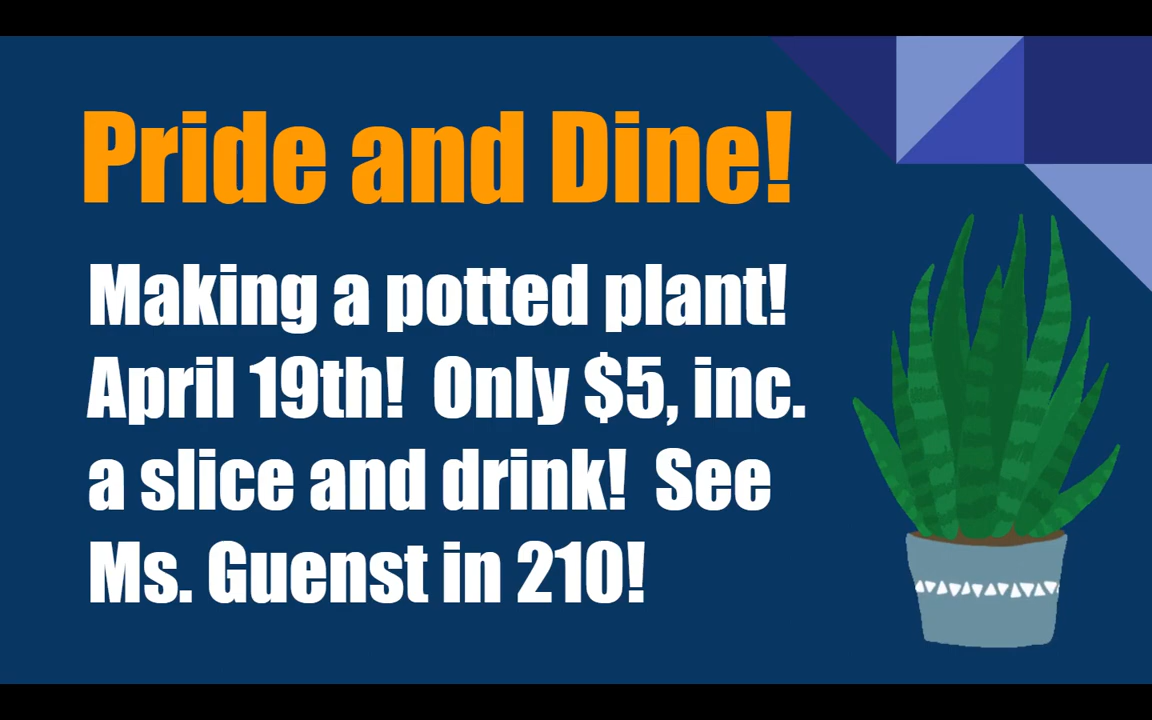 Pride and Dine!
Making a potted plant!
April 19th!  Only $5, inc.
a slice and drink!  See
Ms. Guenst in 210!